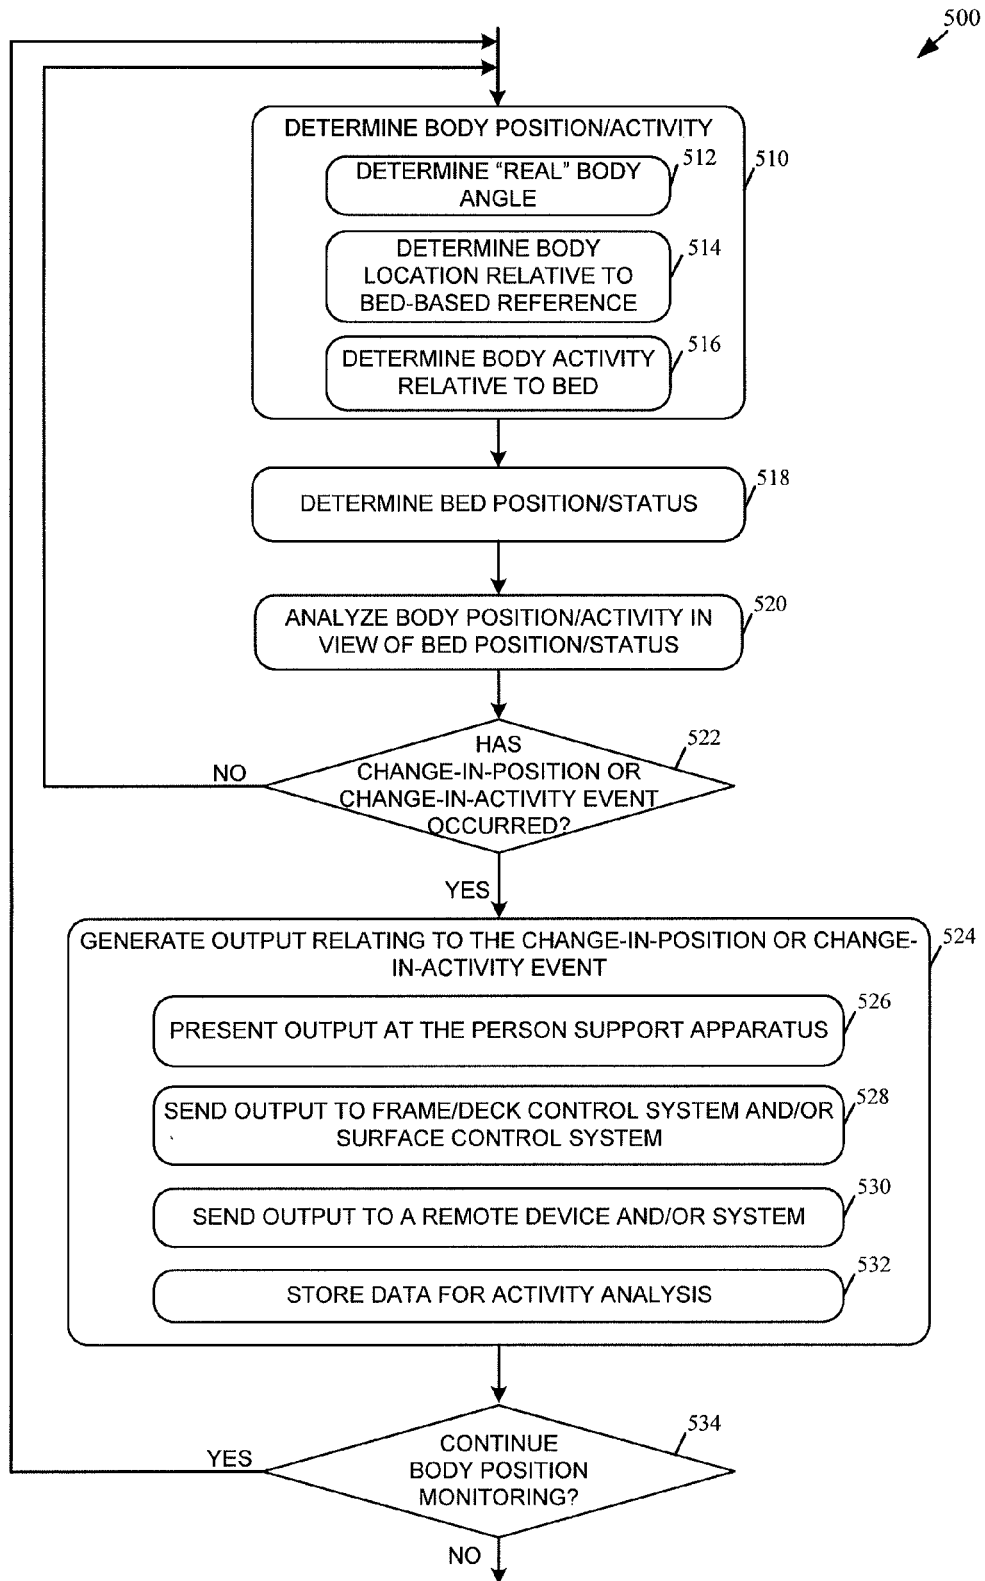 500
DETERMINE BODY POSITION/ACTIVITY
510
512
DETERMINE “REAL” BODY
ANGLE
514
DETERMINE BODY
LOCATION RELATIVE TO
BED-BASED REFERENCE
516
DETERMINE BODY ACTIVITY
RELATIVE TO BED
518
DETERMINE BED POSITION/STATUS
520
ANALYZE BODY POSITION/ACTIVITY IN
VIEW OF BED POSITION/STATUS
522
HAS
CHANGE-IN-POSITION OR
CHANGE-IN-ACTIVITY EVENT
OCCURRED?
NO
YES
524
GENERATE OUTPUT RELATING TO THE CHANGE-IN-POSITION OR CHANGE-
IN-ACTIVITY EVENT
526
PRESENT OUTPUT AT THE PERSON SUPPORT APPARATUS
528
SEND OUTPUT TO FRAME/DECK CONTROL SYSTEM AND/OR
SURFACE CONTROL SYSTEM
530
SEND OUTPUT TO A REMOTE DEVICE AND/OR SYSTEM
532
STORE DATA FOR ACTIVITY ANALYSIS
534
YES
CONTINUE
BODY POSITION
MONITORING?
NO